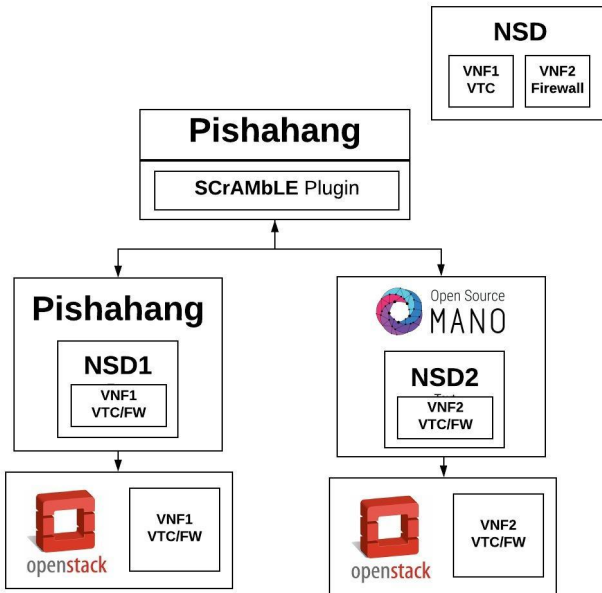 NSD
VNF1
VTC
VNF2
Firewall
Pishahang
SCrAMbLE Plugin
Pishahang
NSD1
VNF1
VTC/FW
Open Source
MANO
NSD2
VNF2
VTC/FW
openstack
VNF1
VTC/FW
openstack
VNF2
VTC/FW